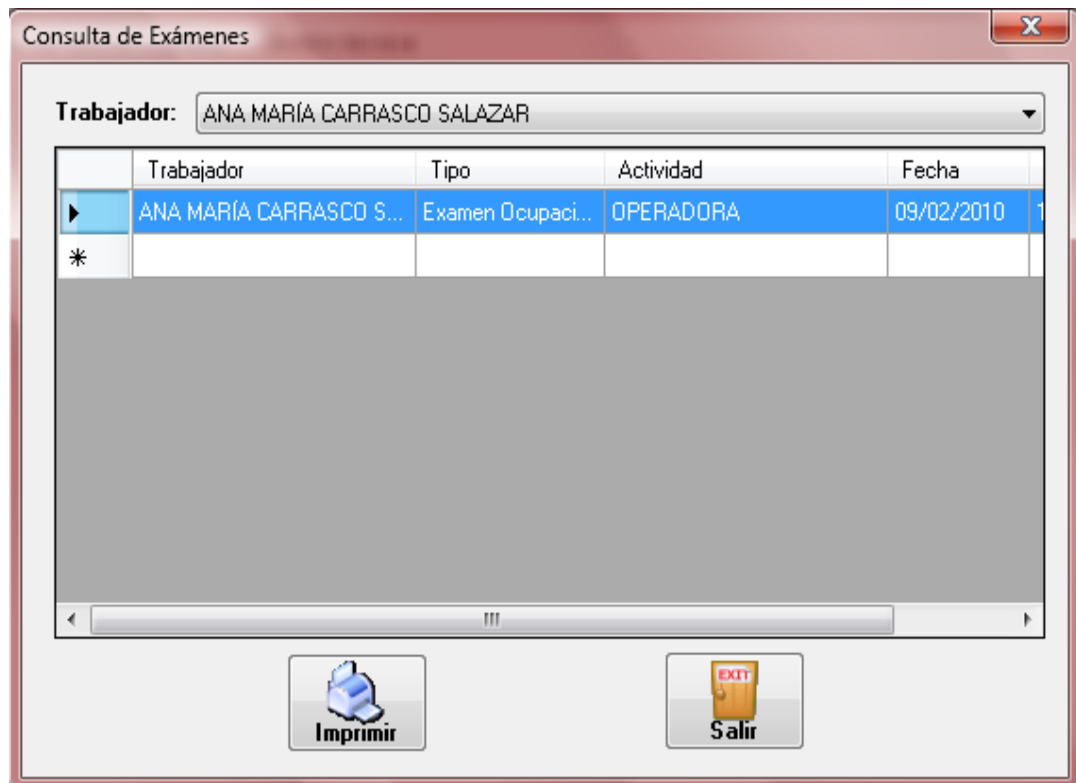 Consulta de Exámenes
Trabajador: ANA MARÍA CARRASCO SALAZAR
Trabajador Tipo Actividad Fecha
ANA MARÍA CARRASCO S... Examen Ocupaci... OPERADORA 09/02/2010 1
EXIT
Imprimir Salir